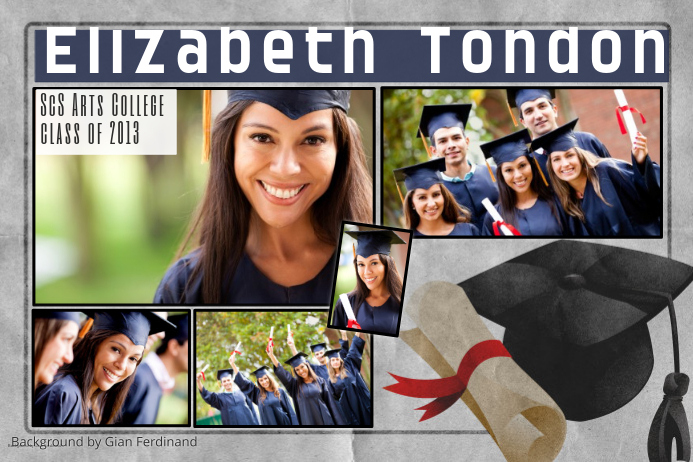 Elizabeth Tondon
ScS Arts College
class of 2013
.Background by Gian Ferdinand